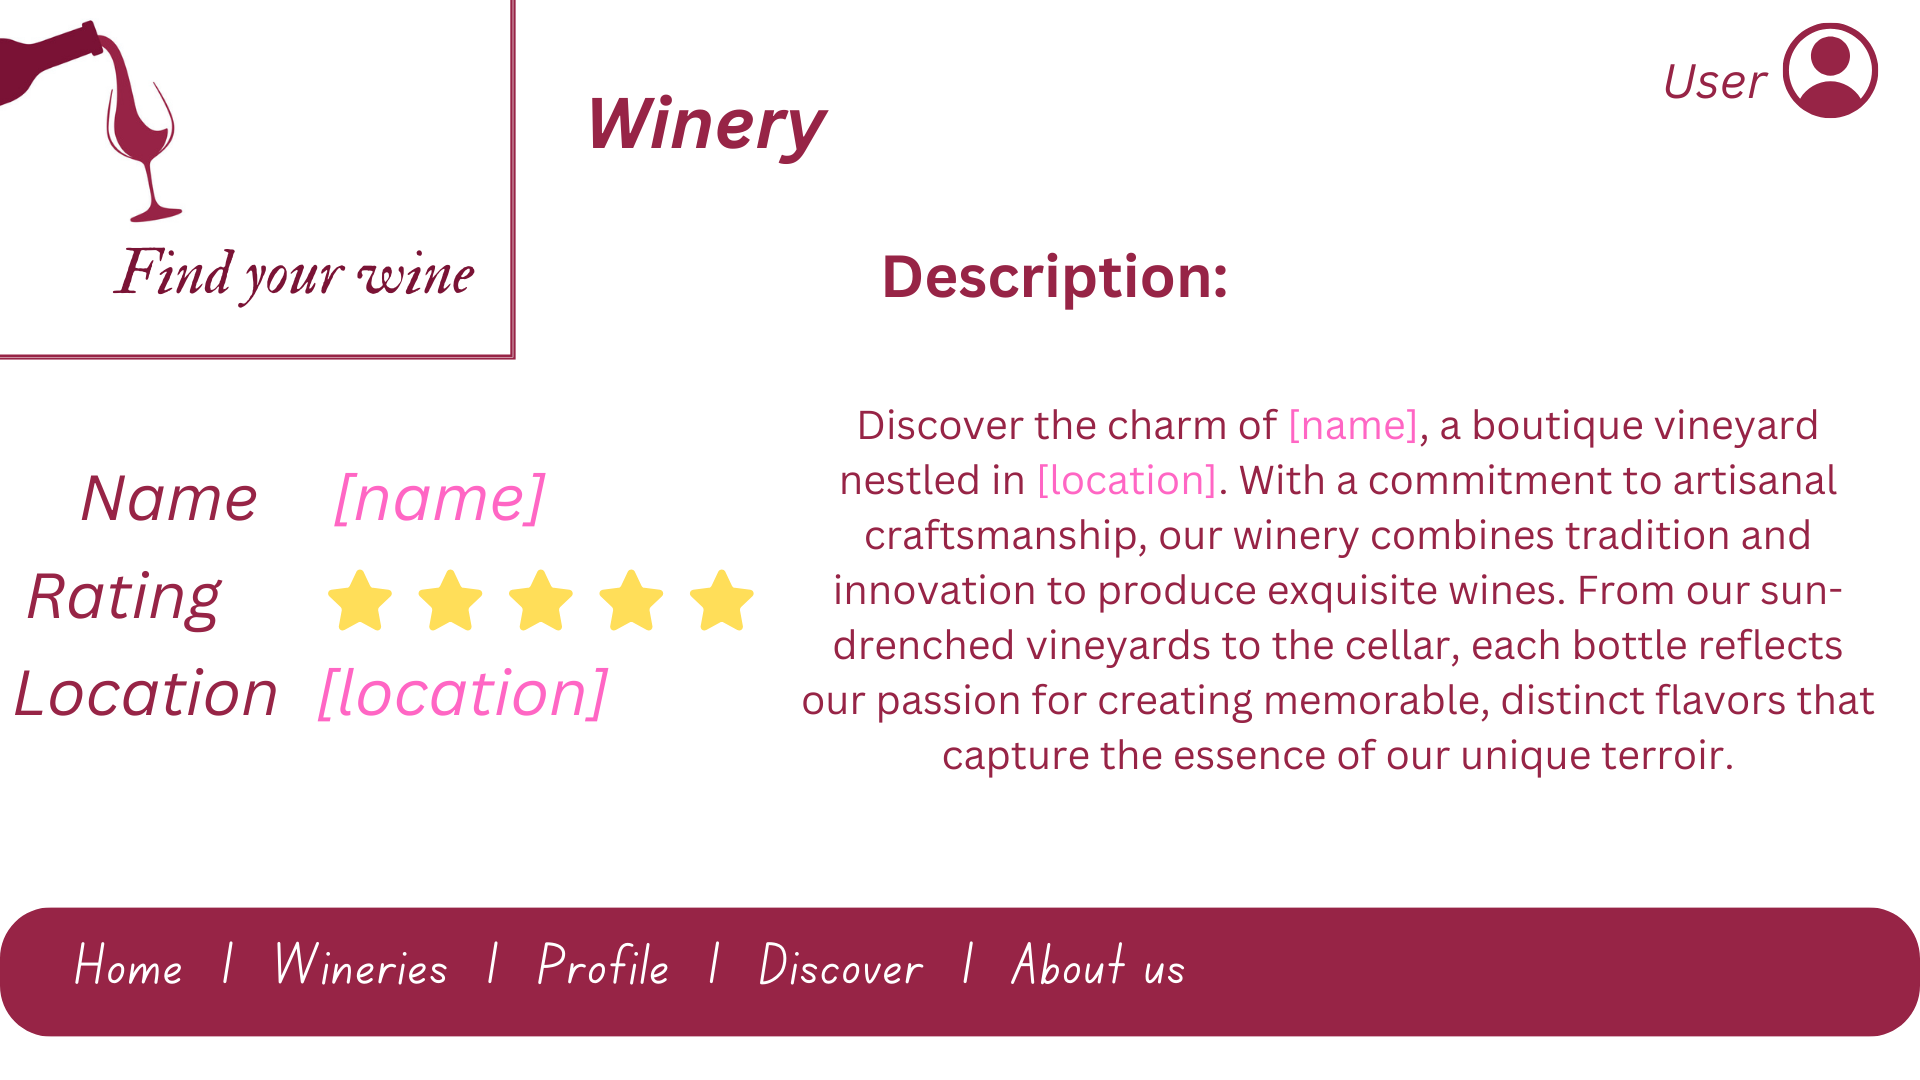 Find your wine
Winery
User
Name [name]
Rating
Location [location]
Description:
Discover the charm of [name], a boutique vineyard
nestled in [location]. With a commitment to artisanal
craftsmanship, our winery combines tradition and
innovation to produce exquisite wines. From our sun-
drenched vineyards to the cellar, each bottle reflects
our passion for creating memorable, distinct flavors that
capture the essence of our unique terroir.
Home | Wineries | Profile | Discover | About us